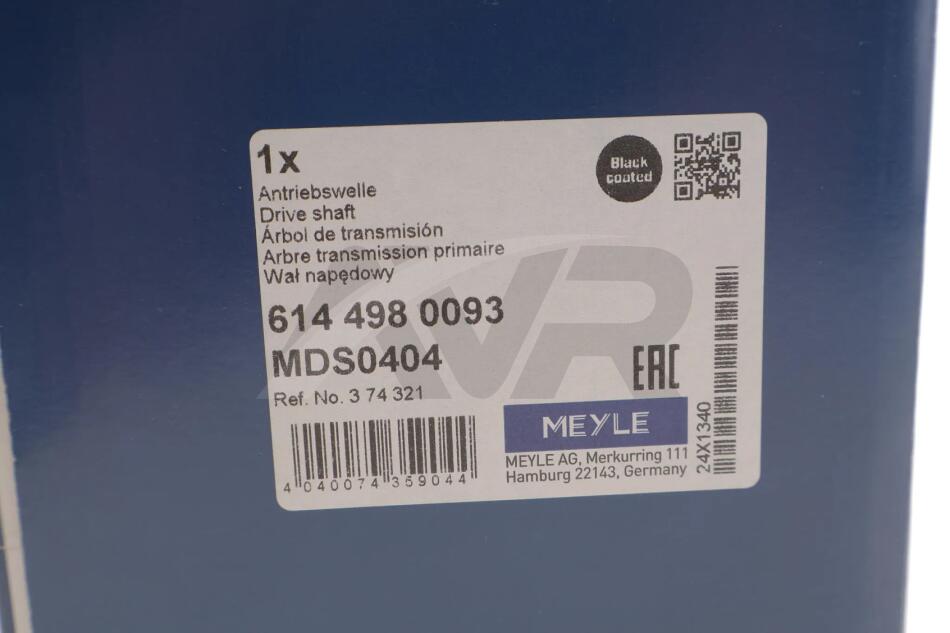 1x
Black
coated
Antriebswelle
Drive shaft
Árbol de transmisión
Arbre transmission primaire
Wał napędowy
614 498 0093
MDS0404
Ref. No. 3 74 321
EAC
MEYLE
MEYLE AG, Merkurring 111
Hamburg 22143, Germany
4 040074 359044
24X1340